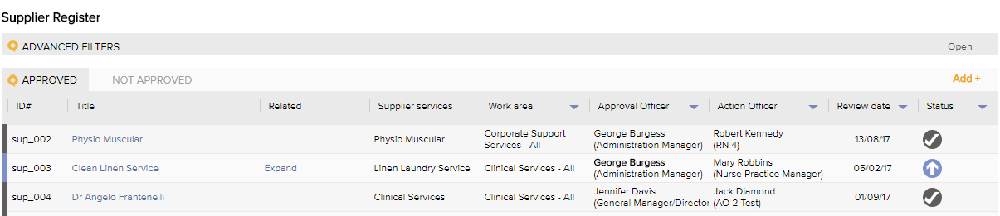 Supplier Register
ADVANCED FILTERS: Open
APPROVED NOT APPROVED Add +
ID# Title Related Supplier services Work area Approval Officer Action Officer Review date Status
sup_002 Physio Muscular Physio Muscular Corporate Support Services - All George Burgess (Administration Manager) Robert Kennedy (RN 4) 13/08/17
sup_003 Clean Linen Service Expand Linen Laundry Service Clinical Services - All George Burgess (Administration Manager) Mary Robbins (Nurse Practice Manager) 05/02/17
sup_004 Dr Angelo Frantenelli Clinical Services Clinical Services - All Jennifer Davis (General Manager/Director Jack Diamond (AO 2 Test) 01/09/17